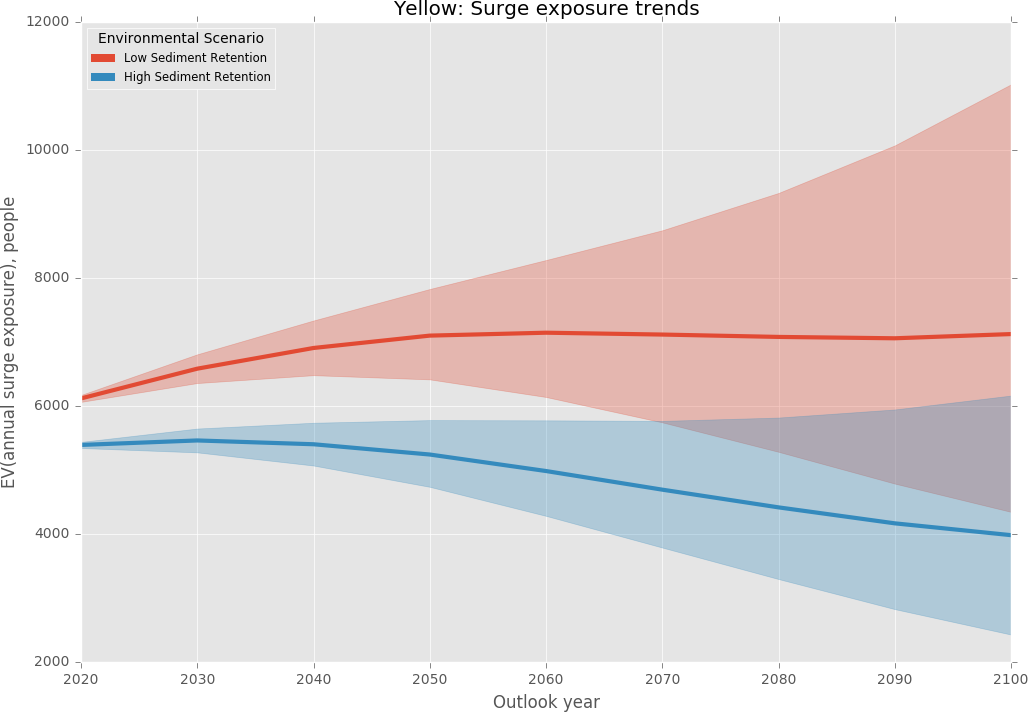 Yellow: Surge exposure trends
12000
10000
8000
6000
4000
2000
EV(annual surge exposure), people
Environmental Scenario
Low Sediment Retention
High Sediment Retention
2020 2030 2040 2050 2060 2070 2080 2090 2100
Outlook year